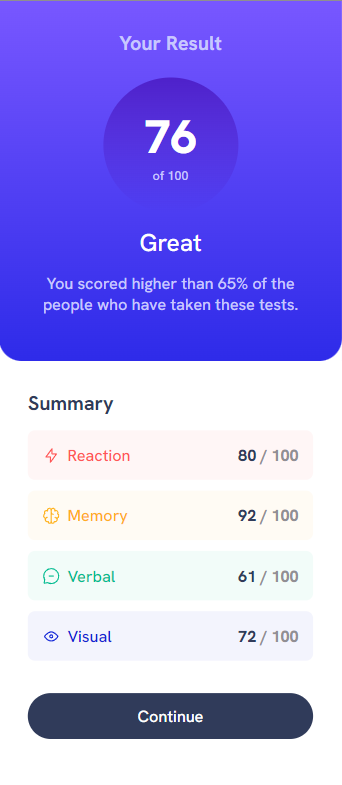 Your Result
76
of 100
Great
You scored higher than 65% of the
people who have taken these tests.
Summary
Reaction 80 / 100
Memory 92 / 100
Verbal 61 / 100
Visual 72 / 100
Continue